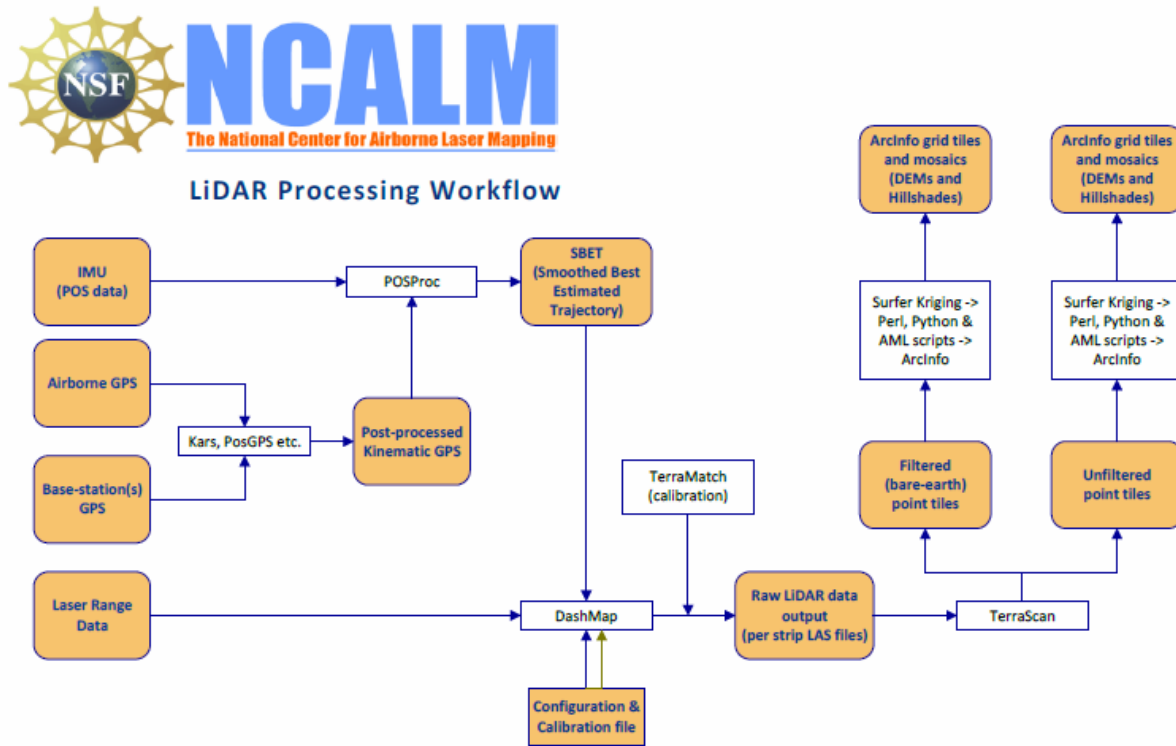 NSF
NCALM
The National Center for Airborne Laser Mapping
LiDAR Processing Workflow
IMU
(POS data)
POSProc
SBET
(Smoothed Best
Estimated
Trajectory)
Airborne GPS
Kars, PosGPS etc.
Post-processed
Kinematic GPS
Base-station(s)
GPS
Laser Range
Data
DashMap
Configuration &
Calibration file
TerraMatch
(calibration)
Raw LiDAR data
output
(per strip LAS files)
TerraScan
Filtered
(bare-earth)
point tiles
Unfiltered
point tiles
Surfer Kriging ->
Perl, Python &
AML scripts ->
ArcInfo
Surfer Kriging ->
Perl, Python &
AML scripts ->
ArcInfo
ArcInfo grid tiles
and mosaics
(DEMs and
Hillshades)
ArcInfo grid tiles
and mosaics
(DEMs and
Hillshades)